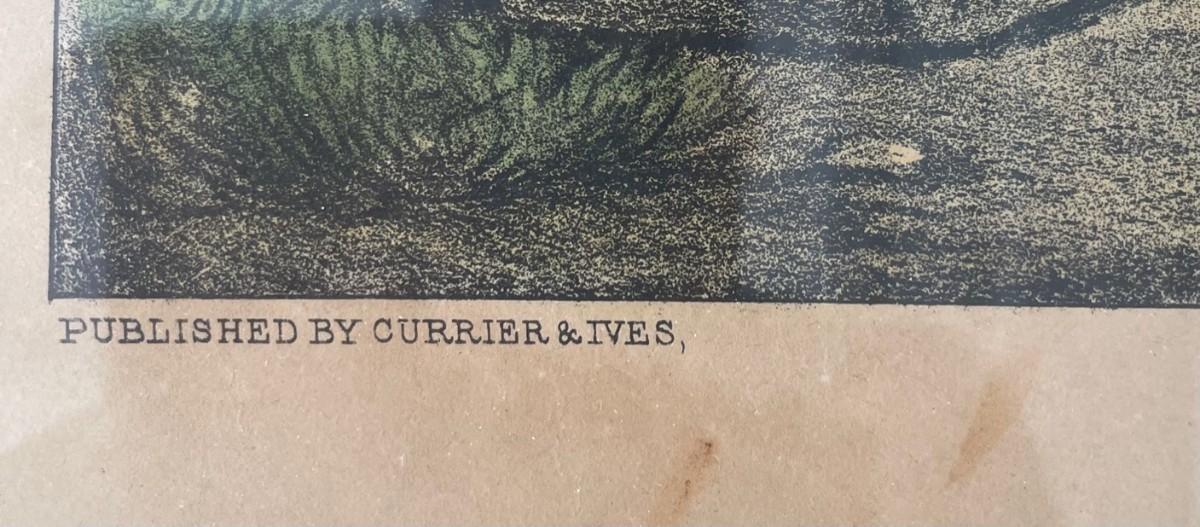 PUBLISHED BY CURRIER & IVES,